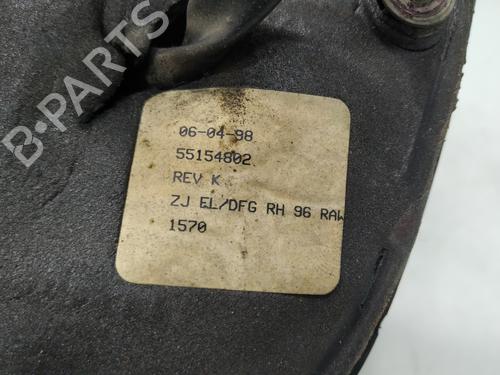 B-PARTS
06-04-98
55154802
REV K
ZJ EL/DFG RH 96 RAW
1570